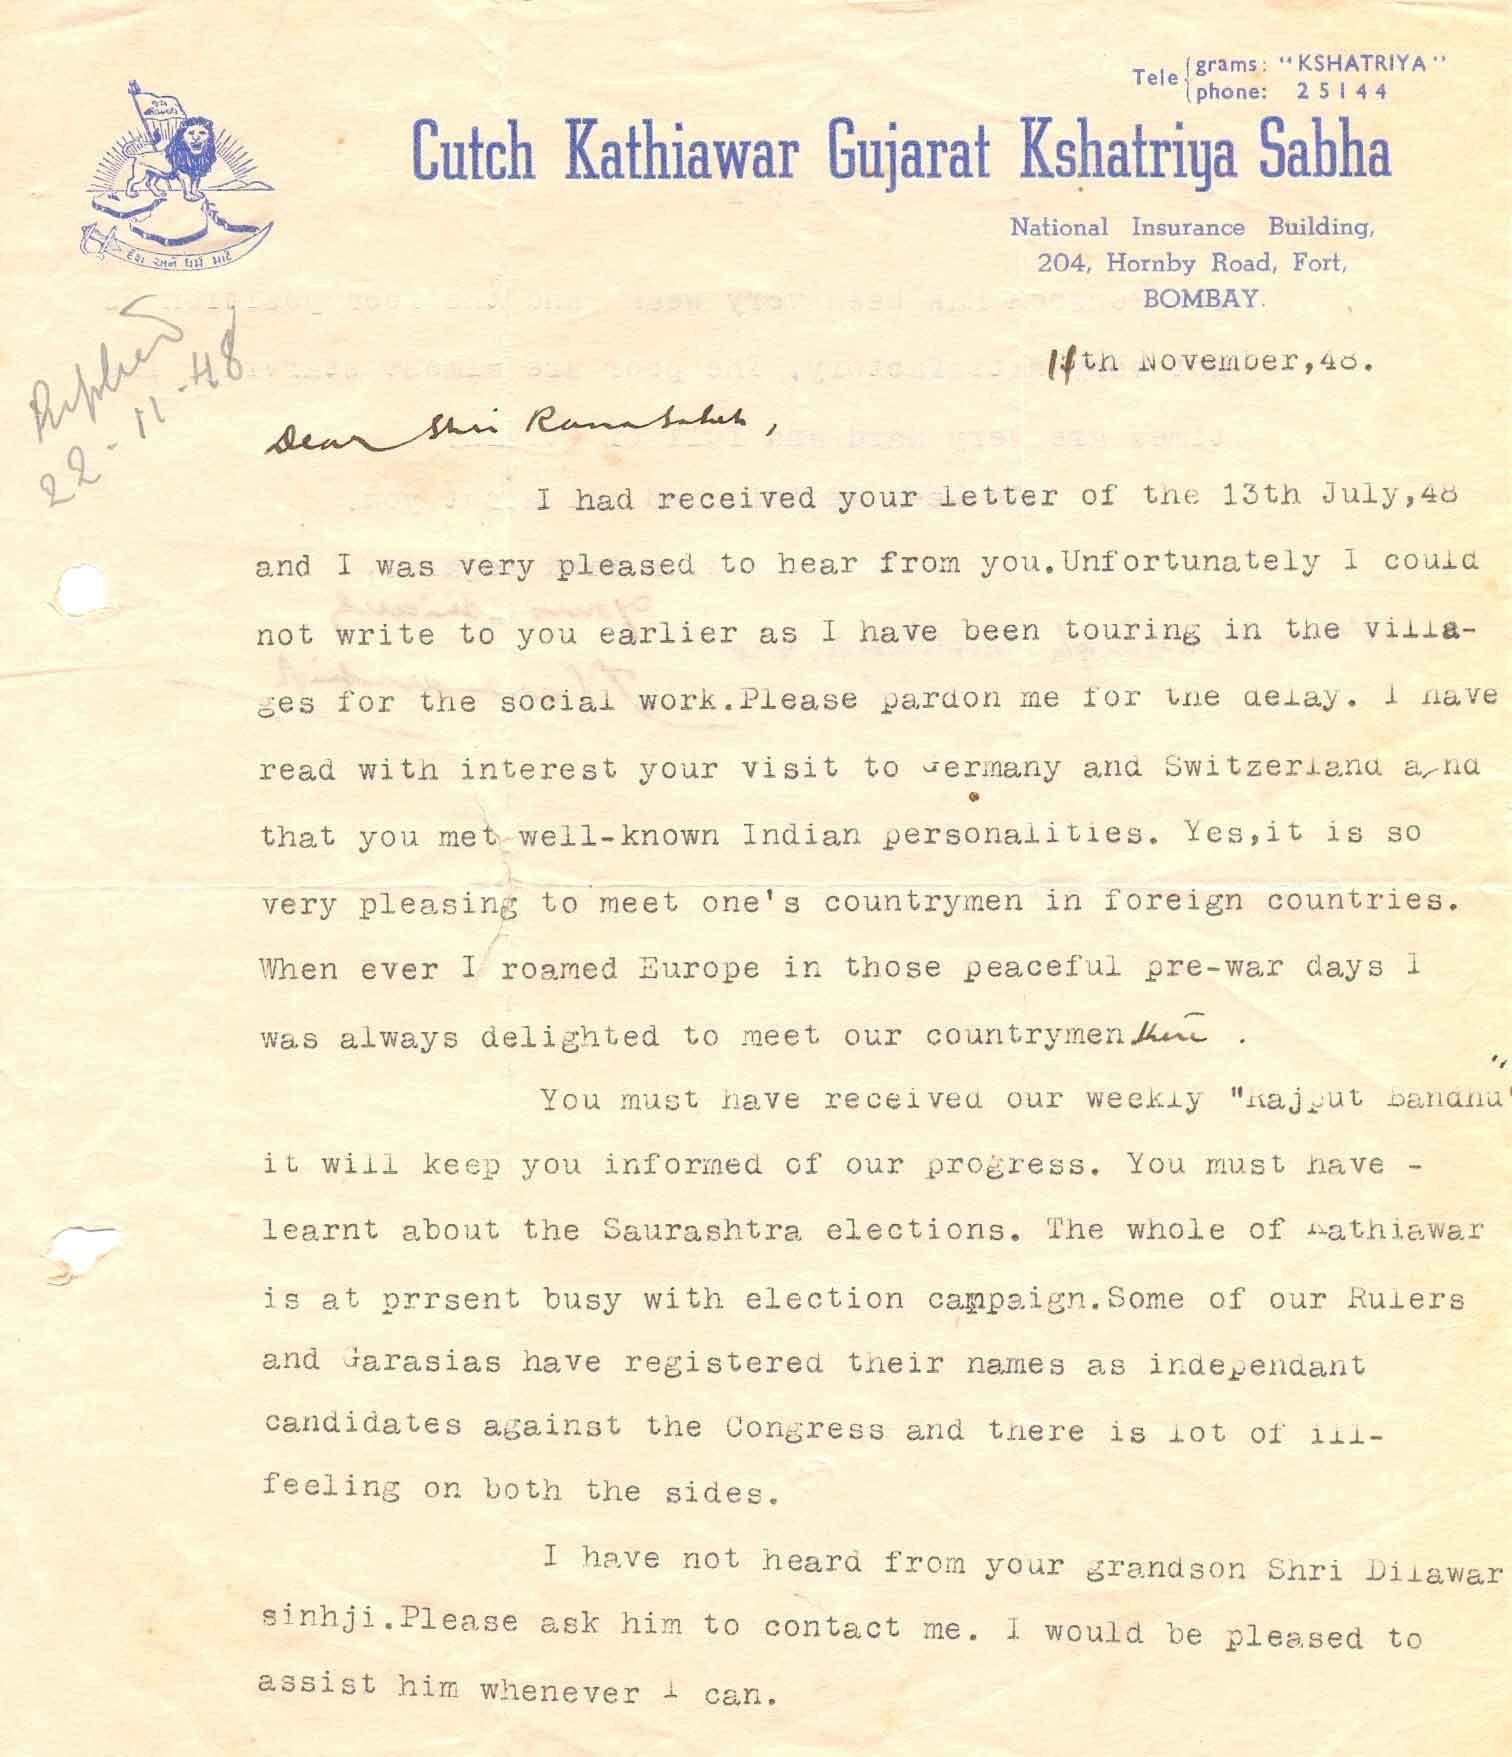 Tele grams: "KSHATRIYA"
phone: 25144
Cutch Kathiawar Gujarat Kshatriya Sabha
National Insurance Building,
204, Hornby Road, Fort,
BOMBAY.
દેશ અને ધર્મ માટે
Replied
22-11-48
11th November,48.
Dear Shri Ranasaheb,
I had received your letter of the 13th July,48
and I was very pleased to hear from you.Unfortunately I could
not write to you earlier as I have been touring in the villa-
ges for the social work.Please pardon me for the delay. I have
read with interest your visit to Germany and Switzerland a nd
that you met well-known Indian personalities. Yes,it is so
very pleasing to meet one's countrymen in foreign countries.
When ever I roamed Europe in those peaceful pre-war days I
was always delighted to meet our countrymen there .
You must have received our weekly "Rajput Bandhu"
it will keep you informed of our progress. You must have -
learnt about the Saurashtra elections. The whole of Kathiawar
is at prrsent busy with election campaign.Some of our Rulers
and Garasias have registered their names as independant
candidates against the Congress and there is lot of ill-
feeling on both the sides.
I have not heard from your grandson Shri Dilawar
sinhji.Please ask him to contact me. I would be pleased to
assist him whenever I can.